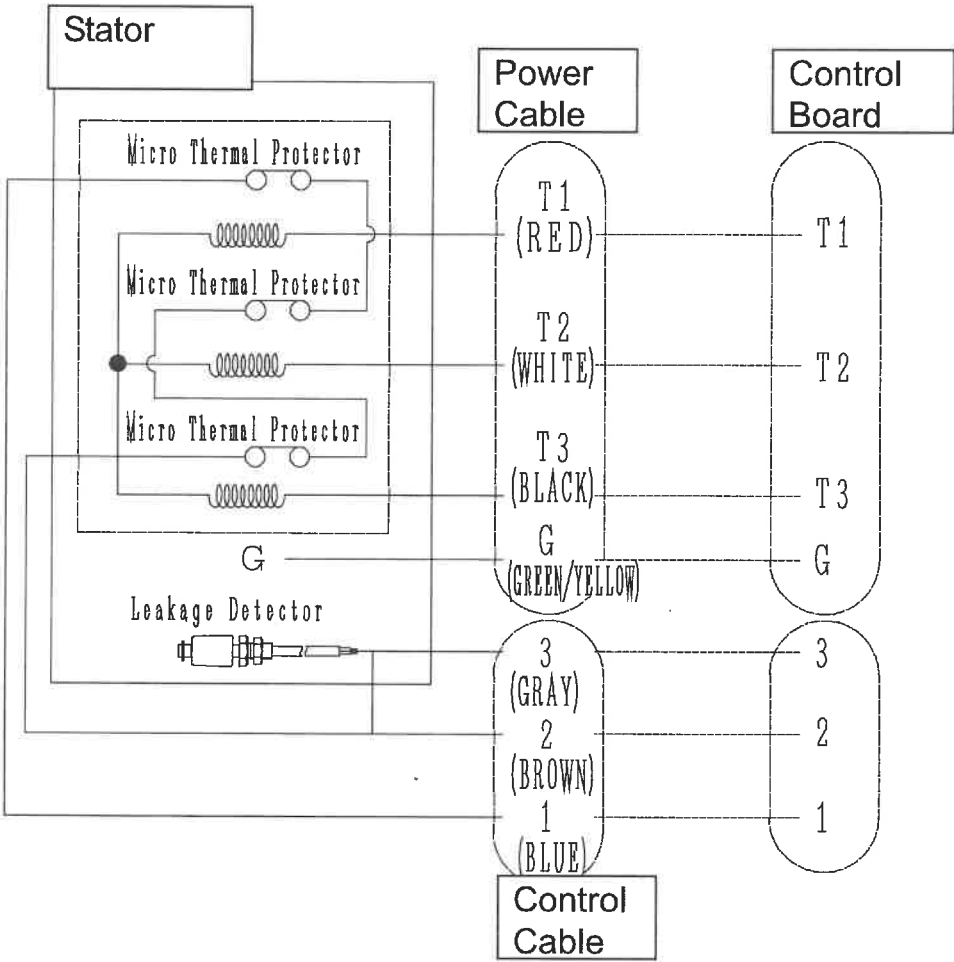 Stator
Power
Cable
Control
Board
Micro Thermal Protector
T1
(RED)
T1
Micro Thermal Protector
T2
(WHITE)
T2
Micro Thermal Protector
T3
(BLACK)
T3
G
G
(GREEN/YELLOW)
G
Leakage Detector
3
(GRAY)
3
2
(BROWN)
2
1
(BLUE)
1
Control
Cable